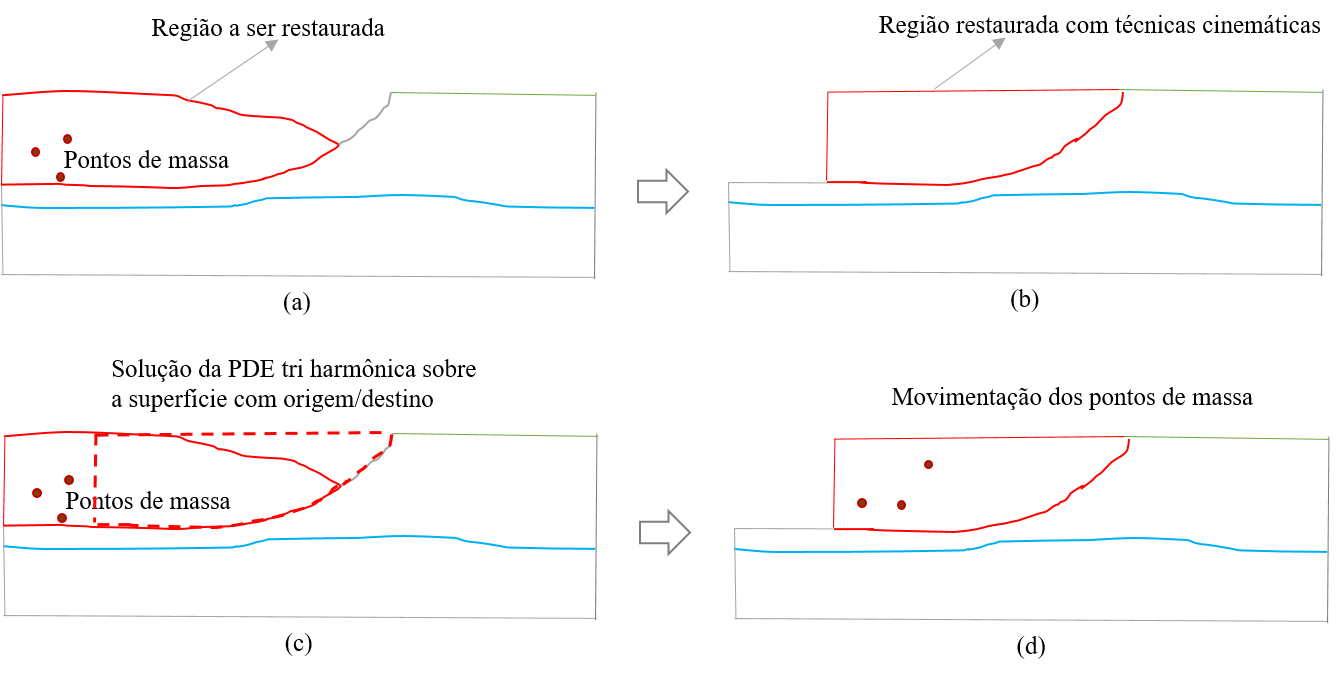 Região a ser restaurada
Região restaurada com técnicas cinemáticas
Pontos de massa
(a)
(b)
Solução da PDE tri harmônica sobre
a superfície com origem/destino
Movimentação dos pontos de massa
Pontos de massa
(c)
(d)